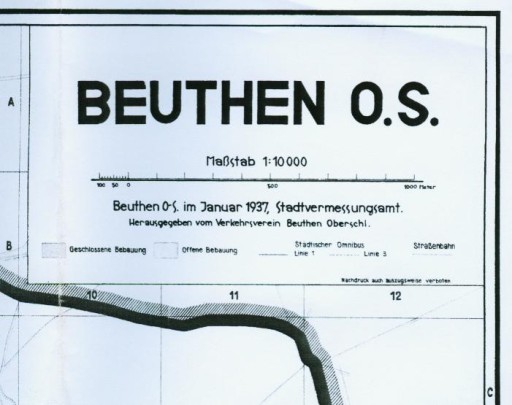 BEUTHEN O.S.
A
Maßstab 1:10000
100 50 0 500 1000 Meter
Beuthen O-S. im Januar 1937, Stadtvermessungsamt.
Herausgegeben vom Verkehrsverein Beuthen Oberschl.
B
Geschlossene Bebauung
Offene Bebauung
Städtischer Omnibus
Linie 1 Linie 3
Straßenbahn
Nachdruck auch auszugsweise verboten
10 11 12
C